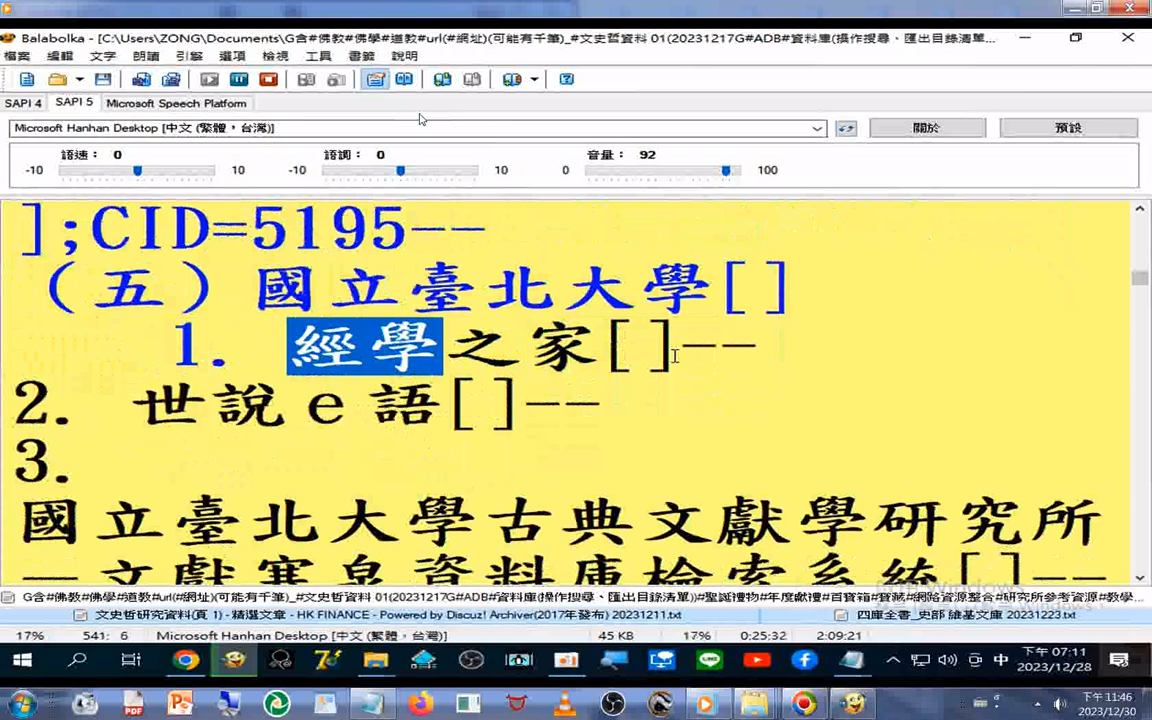 Balabolka - [C:\Users\ZONG\Documents\G含#佛教#佛學#道教#url(#網址)(可能有千筆)_#文史哲資料 01(20231217G#ADB#資料庫(操作搜尋、匯出目錄清單...
檔案 編輯 文字 朗讀 引擎 選項 檢視 工具 書籤 說明
SAPI 4 SAPI 5 Microsoft Speech Platform
Microsoft Hanhan Desktop [中文 (繁體，台灣)] 關於 預設
語速： 0 語調： 0 音量： 92
-10 10 -10 10 0 100
];CID=5195--
（五）國立臺北大學[]
1. 經學之家[]--
2. 世說e語[]--
3.
國立臺北大學古典文獻學研究所
—文獻寒泉資料庫檢索系統[]--
G含#佛教#佛學#道教#url(#網址)(可能有千筆)_#文史哲資料 01(20231217G#ADB#資料庫(操作搜尋、匯出目錄清單))#聖誕禮物#年度獻禮#百寶箱#寶藏#網路資源整合#研究所參考資源#教學...
文史哲研究資料(頁 1) - 精選文章 - HK FINANCE - Powered by Discuz! Archiver(2017年發布) 20231211.txt 四庫全書_史部 維基文庫 20231223.txt
17% 541: 6 Microsoft Hanhan Desktop [中文 (繁體，台灣)] 45 KB 17% 0:25:32 2:09:21
中 下午 07:11
2023/12/28
下午 11:46
2023/12/30